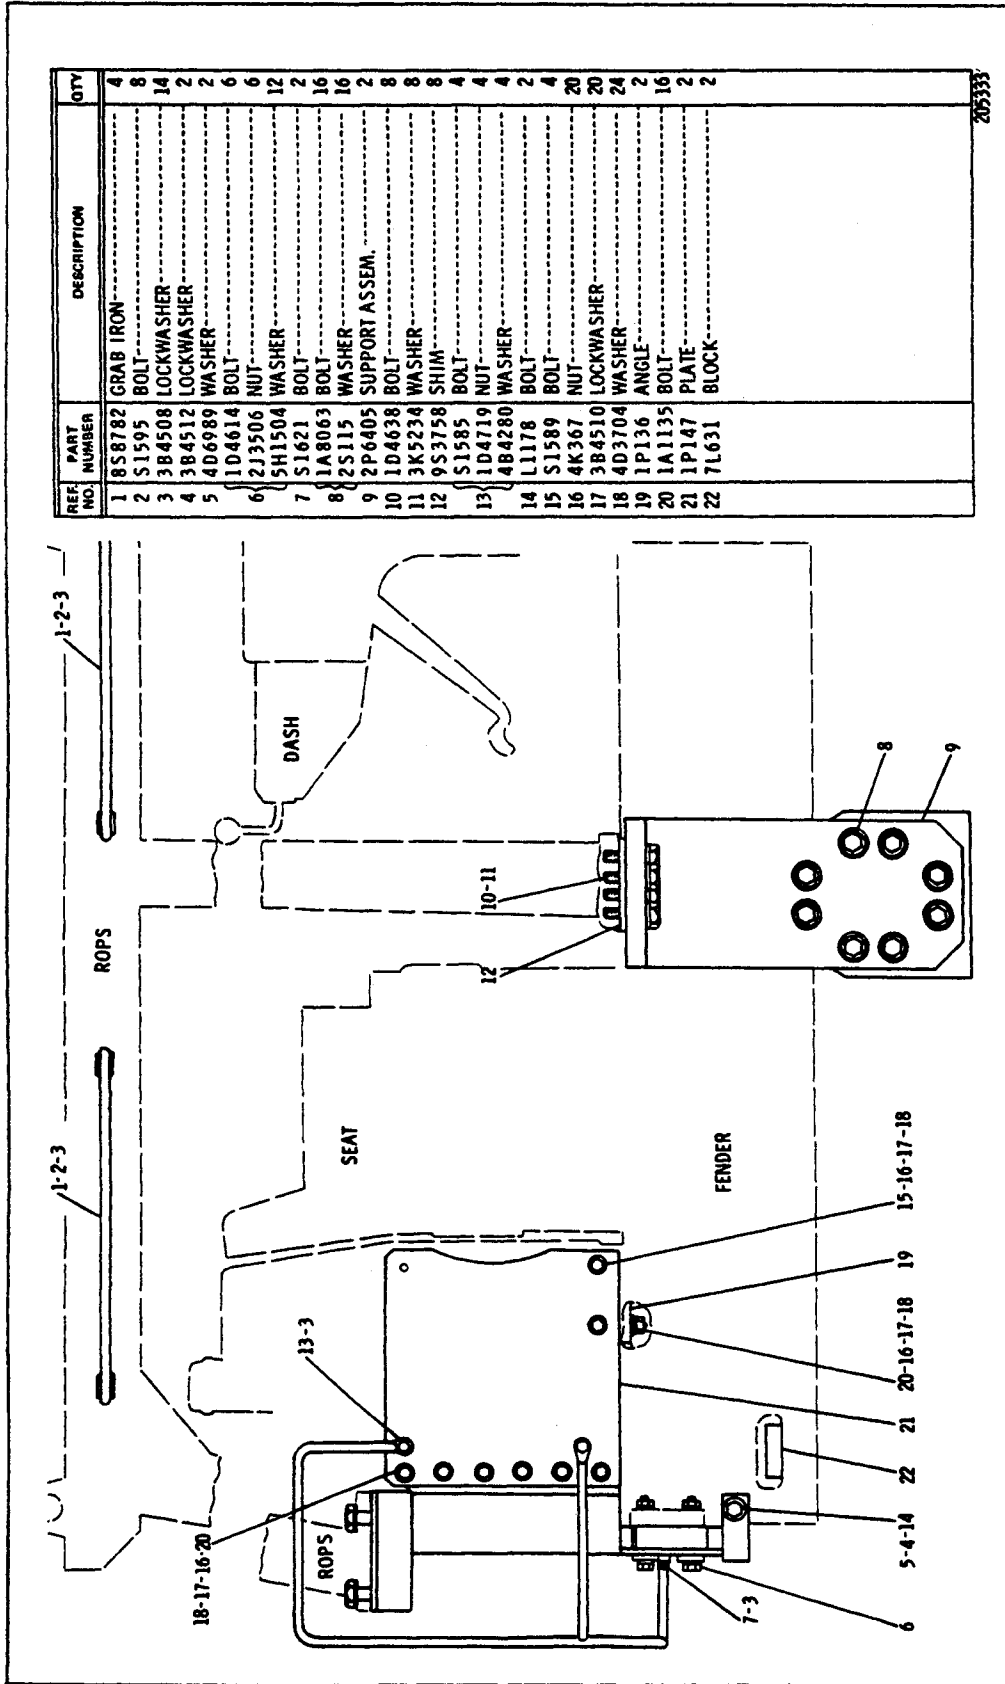 REF. NO. PART NUMBER DESCRIPTION QTY
1 8S8782 GRAB IRON 4
2 S1595 BOLT 8
3 3B4508 LOCKWASHER 14
4 3B4512 LOCKWASHER 2
5 4D6989 WASHER 2
1D4614 BOLT 6
6 2J3506 NUT 6
5H1504 WASHER 12
7 S1621 BOLT 2
1A8063 BOLT 16
8 2S115 WASHER 16
9 2P6405 SUPPORT ASSEM. 2
10 1D4638 BOLT 8
11 3K5234 WASHER 8
12 9S3758 SHIM 8
S1585 BOLT 4
13 1D4719 NUT 4
4B4280 WASHER 4
14 L1178 BOLT 2
15 S1589 BOLT 4
16 4K367 NUT 20
17 3B4510 LOCKWASHER 20
18 4D3704 WASHER 24
19 1P136 ANGLE 2
20 1A1135 BOLT 16
21 1P147 PLATE 2
22 7L631 BLOCK 2
205333
1-2-3
1-2-3
ROPS
DASH
SEAT
13-3
18-17-16-20
ROPS
10-11
12
FENDER
8
9
15-16-17-18
19
20-16-17-18
21
22
5-4-14
7-3
6